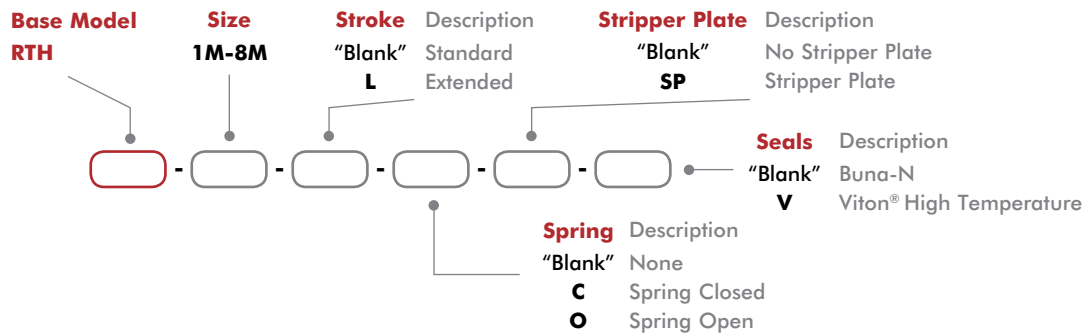 Base Model Size Stroke Description Stripper Plate Description
RTH 1M-8M "Blank" Standard "Blank" No Stripper Plate
L Extended SP Stripper Plate
- - - - -
Seals Description
"Blank" Buna-N
V Viton® High Temperature
Spring Description
"Blank" None
C Spring Closed
O Spring Open